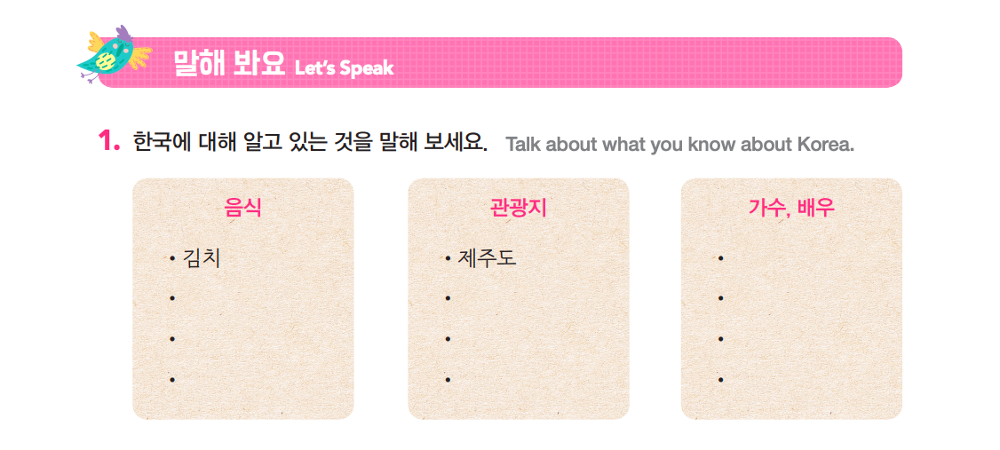 말해 봐요 Let's Speak
1. 한국에 대해 알고 있는 것을 말해 보세요. Talk about what you know about Korea.
음식
• 김치
•
•
•
관광지
• 제주도
•
•
•
가수, 배우
•
•
•
•